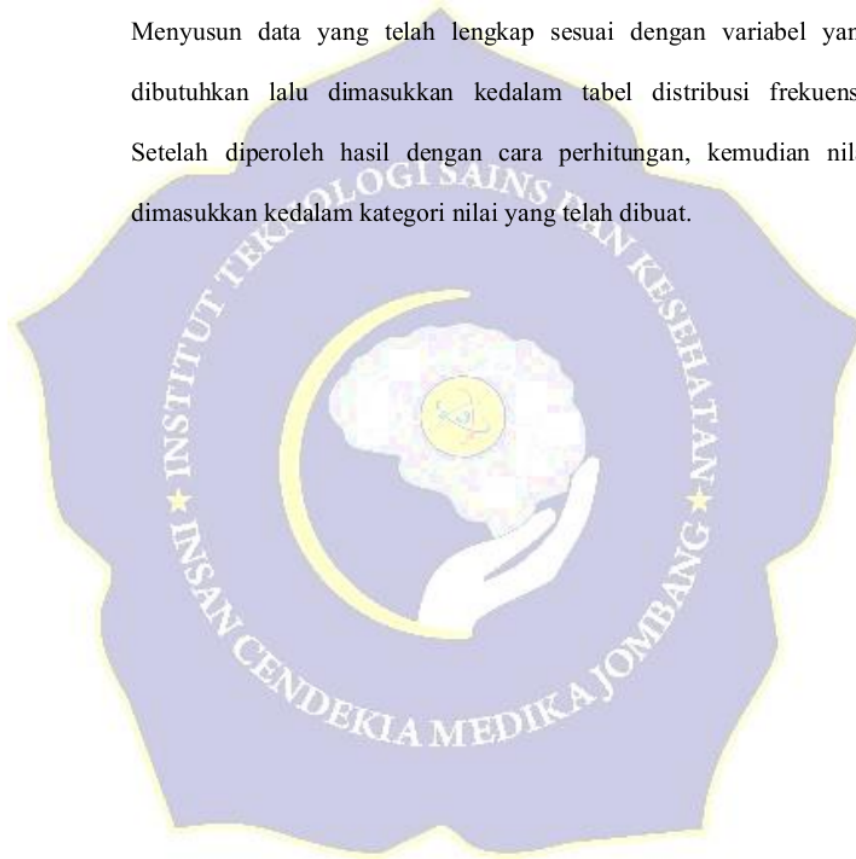 Menyusun data yang telah lengkap sesuai dengan variabel yan
dibutuhkan lalu dimasukkan kedalam tabel distribusi frekuens
Setelah diperoleh hasil dengan cara perhitungan, kemudian nila
dimasukkan kedalam kategori nilai yang telah dibuat.
INSTITUT TEKNOLOGI SAINS DAN KESEHATAN
INSAN CENDEKIA MEDIKA JOMBANG